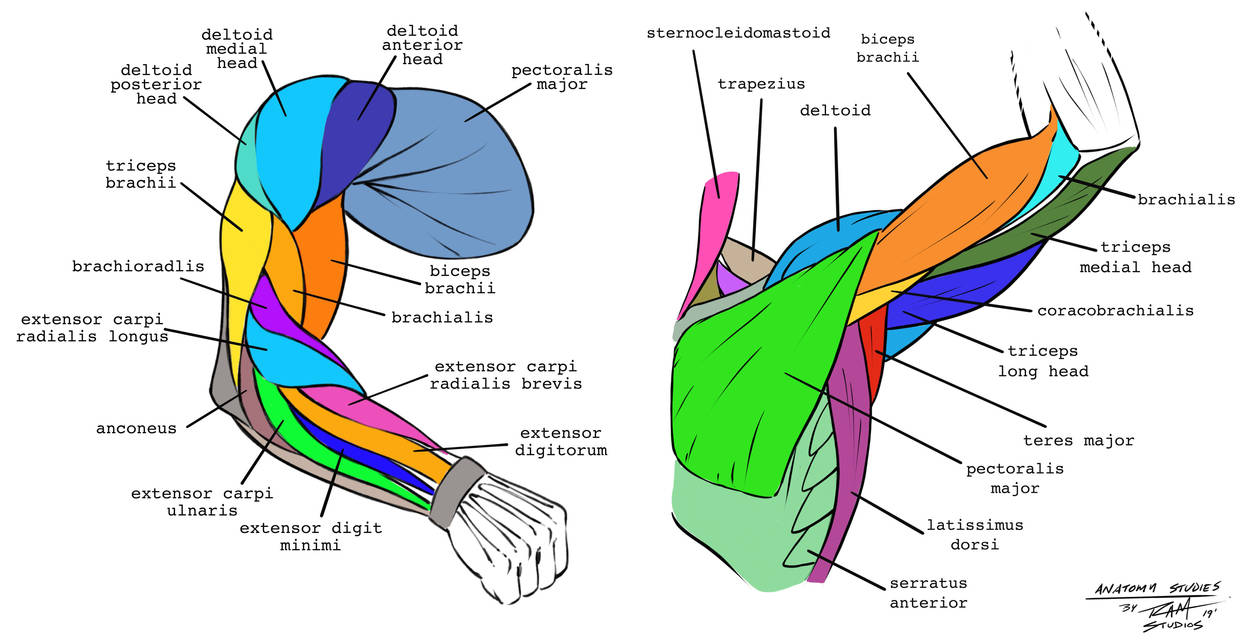 deltoid
medial
head
deltoid
anterior
head
deltoid
posterior
head
pectoralis
major
triceps
brachii
brachioradlis
biceps
brachii
brachialis
extensor carpi
radialis longus
extensor carpi
radialis brevis
anconeus
extensor
digitorum
extensor carpi
ulnaris
extensor digit
minimi
sternocleidomastoid
biceps
brachii
trapezius
deltoid
brachialis
triceps
medial head
coracobrachialis
triceps
long head
teres major
pectoralis
major
latissimus
dorsi
serratus
anterior
ANATOMY STUDIES
BY RAM 19'
STUDIOS